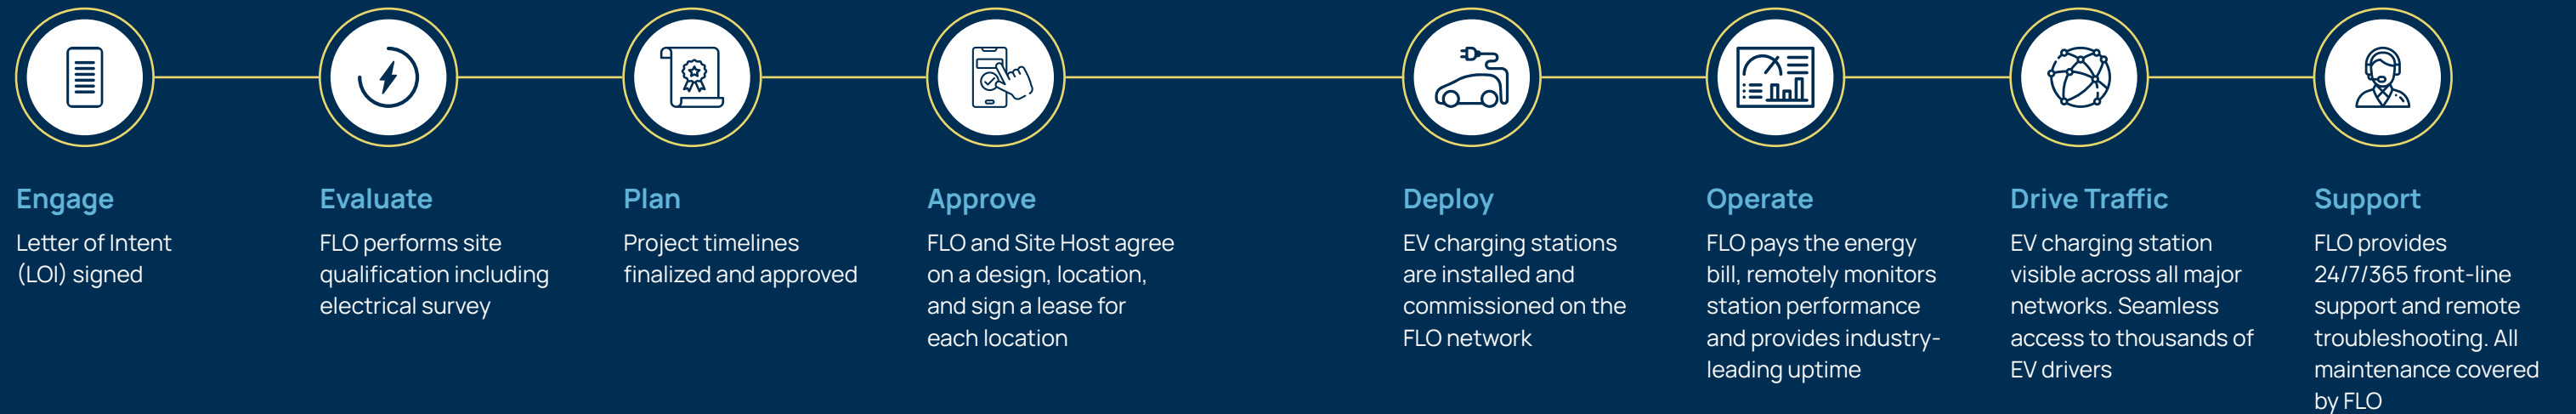 Engage
Letter of Intent
(LOI) signed
Evaluate
FLO performs site
qualification including
electrical survey
Plan
Project timelines
finalized and approved
Approve
FLO and Site Host agree
on a design, location,
and sign a lease for
each location
Deploy
EV charging stations
are installed and
commissioned on the
FLO network
Operate
FLO pays the energy
bill, remotely monitors
station performance
and provides industry-
leading uptime
Drive Traffic
EV charging station
visible across all major
networks. Seamless
access to thousands of
EV drivers
Support
FLO provides
24/7/365 front-line
support and remote
troubleshooting. All
maintenance covered
by FLO